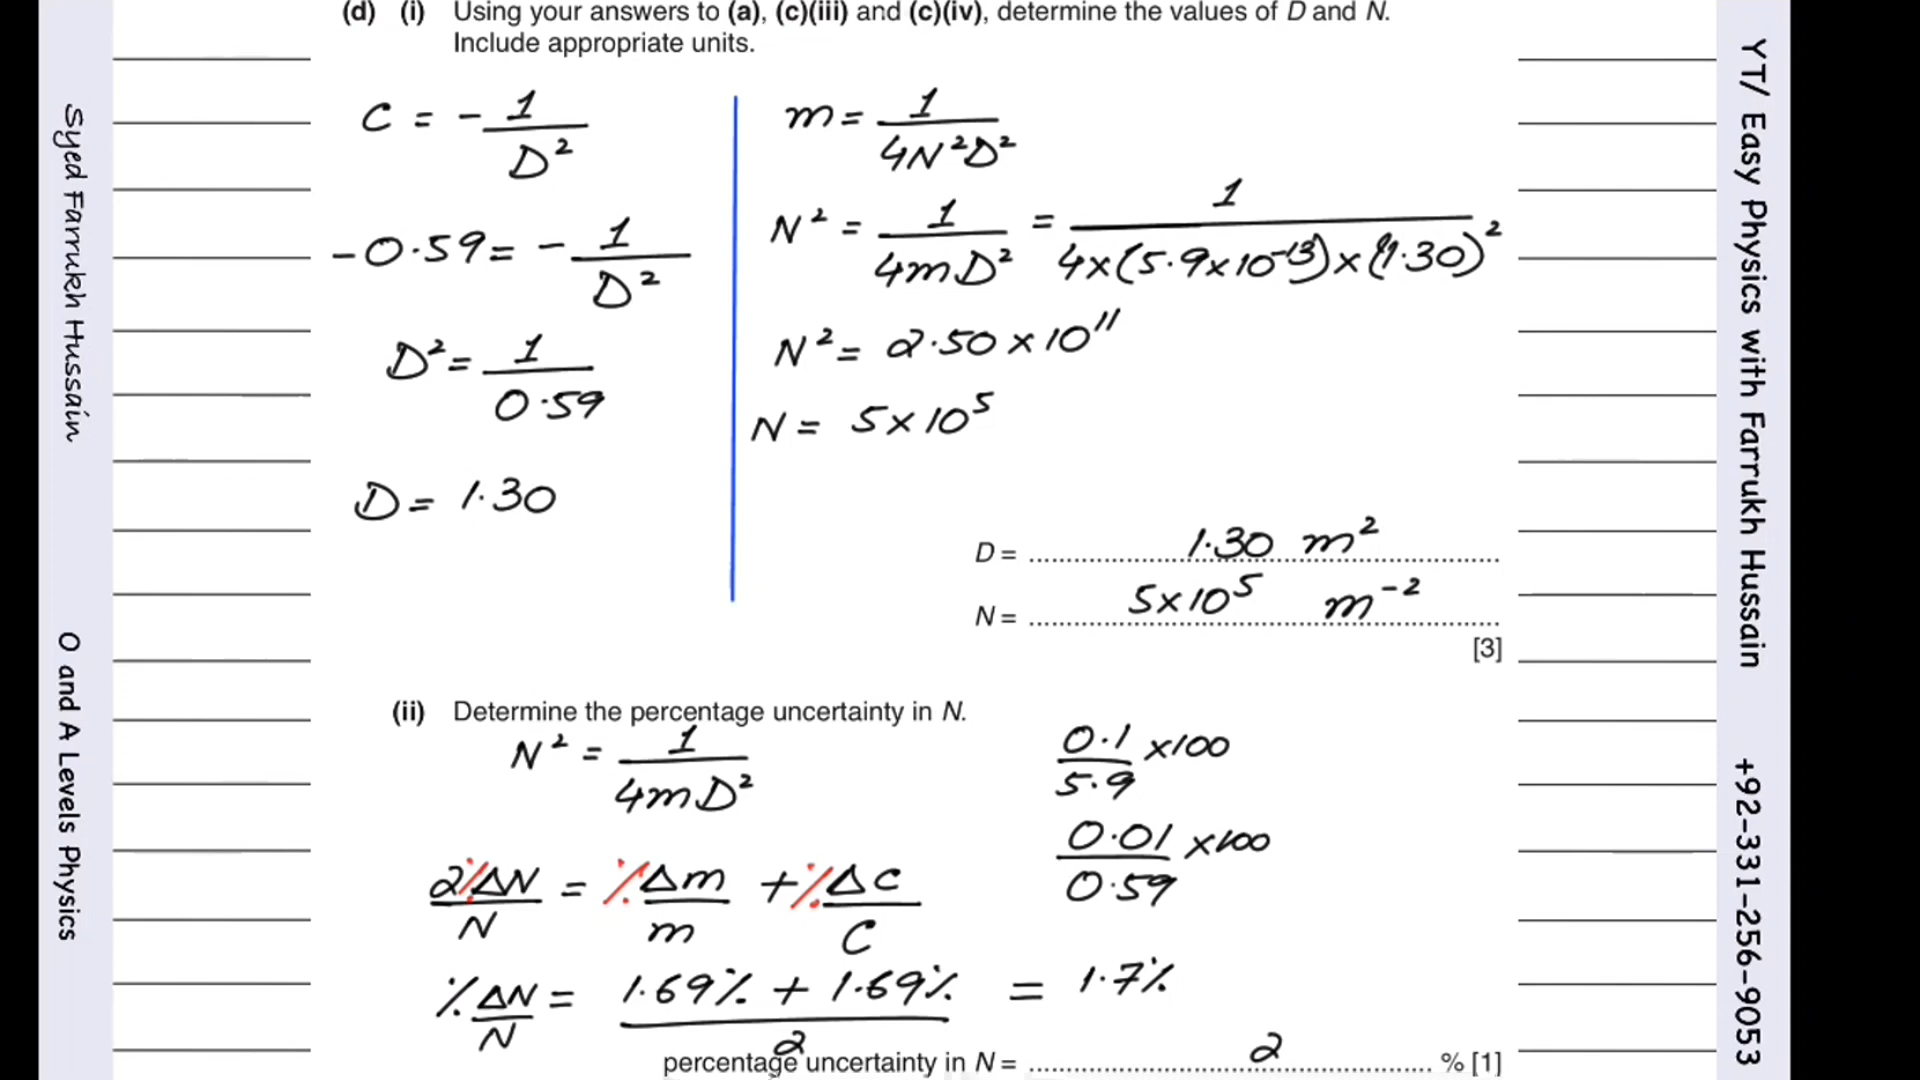 (d) (i) Using your answers to (a), (c)(iii) and (c)(iv), determine the values of D and N.
Include appropriate units.
C = - 1/D²
-0.59 = - 1/D²
D² = 1/0.59
D = 1.30
m = 1/4N²D²
N² = 1/4mD² = 1/4×(5.9×10⁻¹³)×(1.30)²
N² = 2.50 × 10¹¹
N = 5×10⁵
D = 1.30 m²
N = 5×10⁵ m⁻²
[3]
(ii) Determine the percentage uncertainty in N.
N² = 1/4mD²
0.1/5.9 ×100
0.01/0.59 ×100
2%ΔN/N = %Δm/m + %ΔC/C
%ΔN/N = 1.69% + 1.69%/2 = 1.7%
percentage uncertainty in N = 2 % [1]
Syed Farrukh Hussain
O and A Levels Physics
YT/ Easy Physics with Farrukh Hussain
+92-331-256-9053